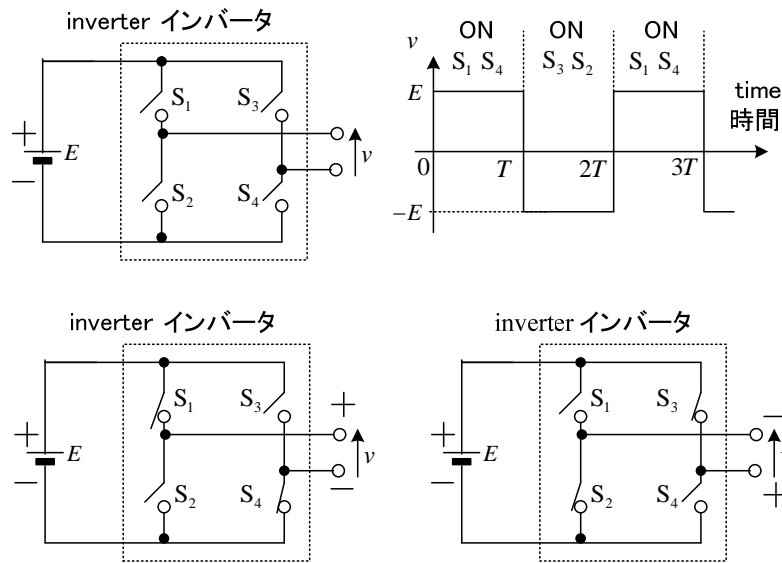 inverter インバータ
S₁
S₃
+
E
v
−
S₂
S₄
v
ON
ON
ON
S₁ S₄
S₃ S₂
S₁ S₄
E
time
時間
0
T
2T
3T
−E
inverter インバータ
S₁
S₃
+
+
E
v
−
−
S₂
S₄
inverter インバータ
S₁
S₃
−
+
E
−
+
S₂
S₄